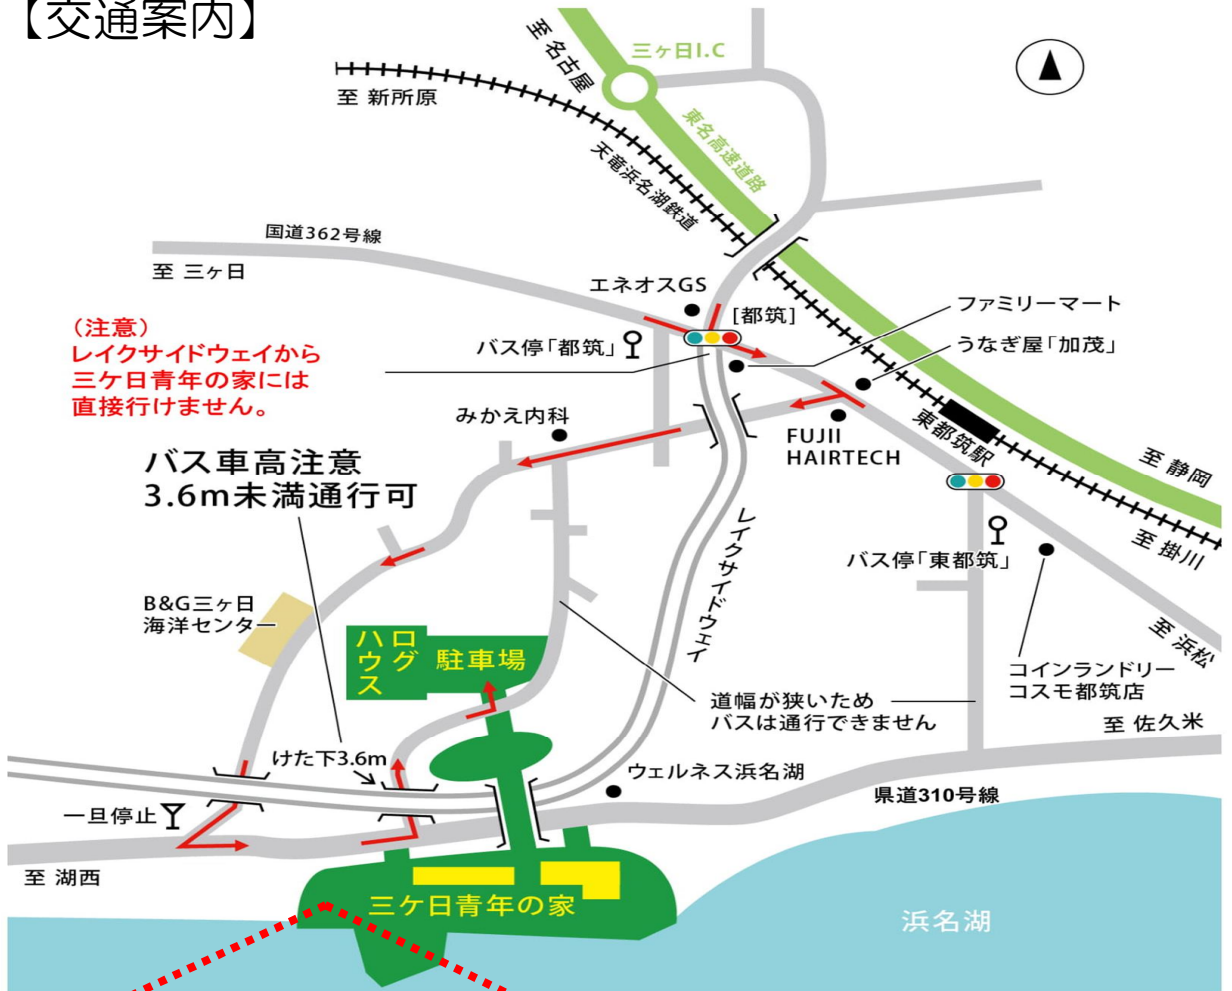 【交通案内】
至 名古屋
三ヶ日I.C
至 新所原
東名高速道路
天竜浜名湖鉄道
国道362号線
至 三ヶ日
エネオスGS
[都筑]
ファミリーマート
バス停「都筑」
うなぎ屋「加茂」
（注意）
レイクサイドウェイから
三ケ日青年の家には
直接行けません。
みかえ内科
FUJII
HAIRTECH
東都筑駅
至 静岡
至 掛川
バス車高注意
3.6m未満通行可
レイクサイドウェイ
バス停「東都筑」
B&G三ヶ日
海洋センター
至 浜松
ログ
ハウス
駐車場
コインランドリー
コスモ都筑店
道幅が狭いため
バスは通行できません
至 佐久米
けた下3.6m
ウェルネス浜名湖
県道310号線
一旦停止
至 湖西
三ケ日青年の家
浜名湖